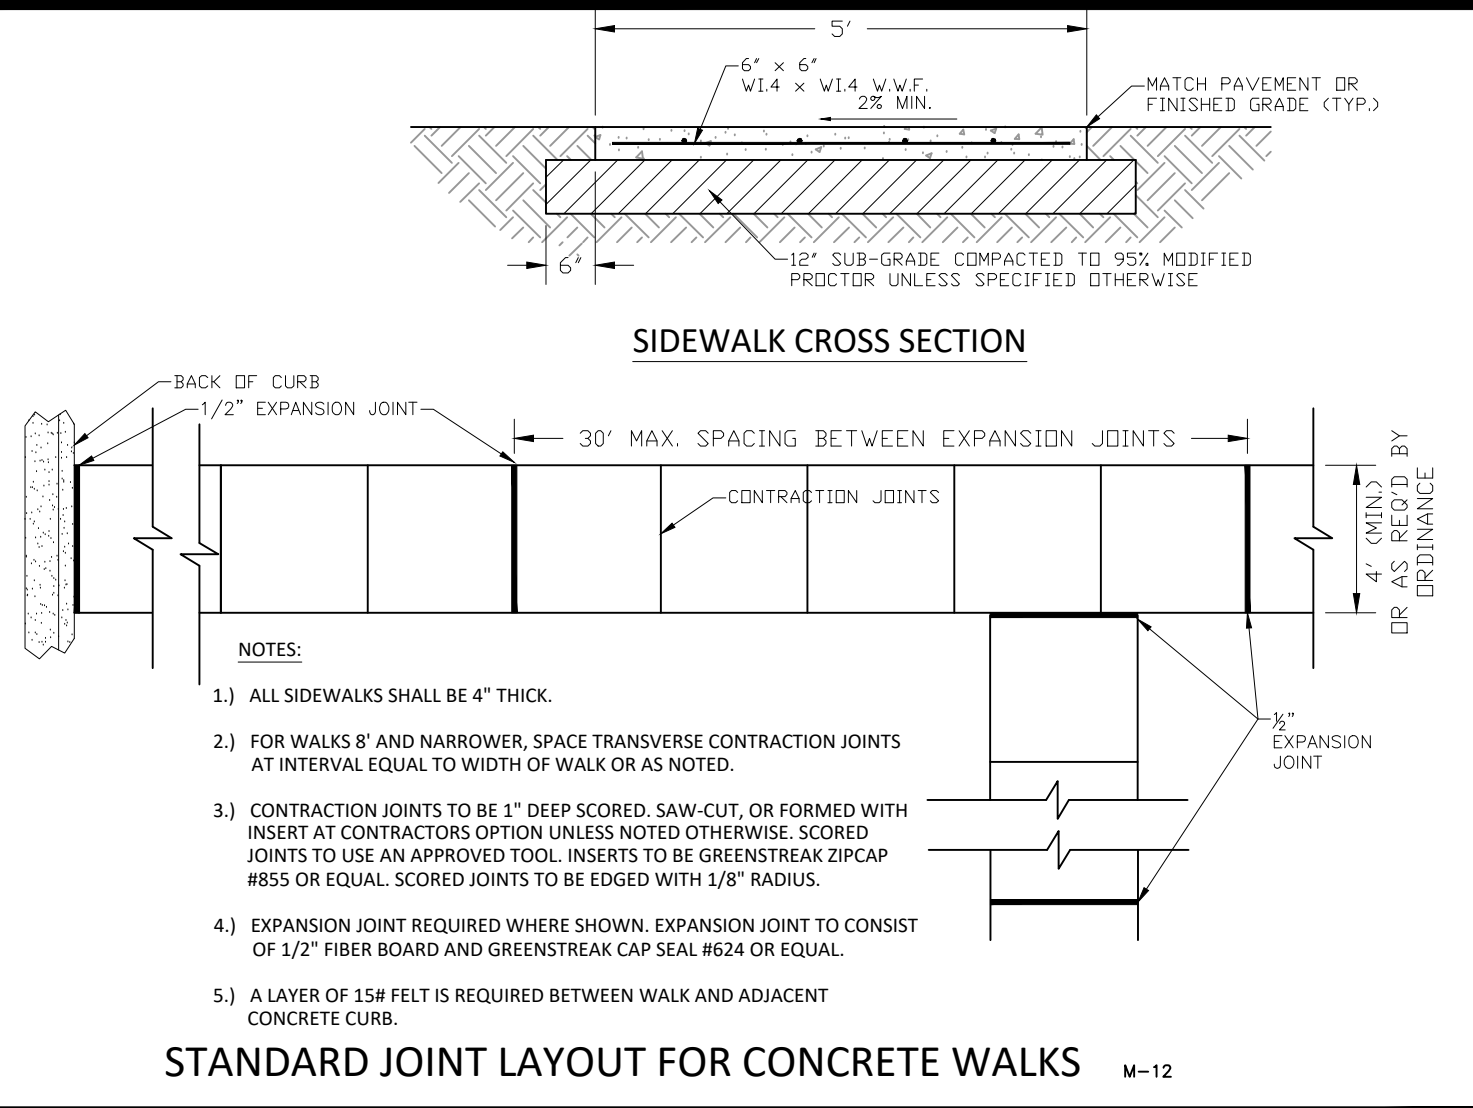 5'
6" × 6"
WI.4 × WI.4 W.W.F.
2% MIN.
MATCH PAVEMENT OR
FINISHED GRADE (TYP.)
6"
12" SUB-GRADE COMPACTED TO 95% MODIFIED
PROCTOR UNLESS SPECIFIED OTHERWISE
SIDEWALK CROSS SECTION
BACK OF CURB
1/2" EXPANSION JOINT
30' MAX. SPACING BETWEEN EXPANSION JOINTS
CONTRACTION JOINTS
4' (MIN.)
OR AS REQ'D BY
ORDINANCE
½"
EXPANSION
JOINT
NOTES:
1.) ALL SIDEWALKS SHALL BE 4" THICK.
2.) FOR WALKS 8' AND NARROWER, SPACE TRANSVERSE CONTRACTION JOINTS
AT INTERVAL EQUAL TO WIDTH OF WALK OR AS NOTED.
3.) CONTRACTION JOINTS TO BE 1" DEEP SCORED. SAW-CUT, OR FORMED WITH
INSERT AT CONTRACTORS OPTION UNLESS NOTED OTHERWISE. SCORED
JOINTS TO USE AN APPROVED TOOL. INSERTS TO BE GREENSTREAK ZIPCAP
#855 OR EQUAL. SCORED JOINTS TO BE EDGED WITH 1/8" RADIUS.
4.) EXPANSION JOINT REQUIRED WHERE SHOWN. EXPANSION JOINT TO CONSIST
OF 1/2" FIBER BOARD AND GREENSTREAK CAP SEAL #624 OR EQUAL.
5.) A LAYER OF 15# FELT IS REQUIRED BETWEEN WALK AND ADJACENT
CONCRETE CURB.
STANDARD JOINT LAYOUT FOR CONCRETE WALKS
M-12